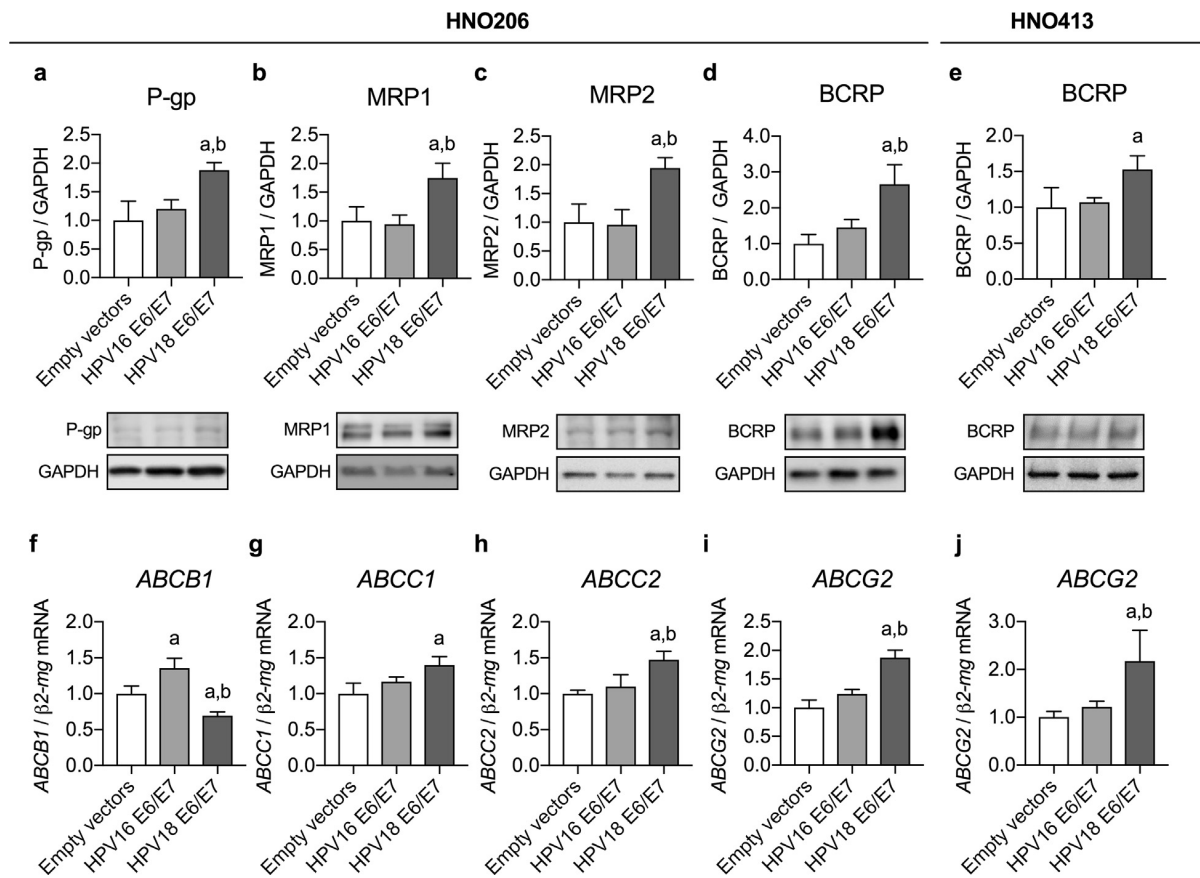 HNO206
HNO413
a
P-gp
P-gp / GAPDH
2.5
2.0
1.5
1.0
0.5
0.0
a,b
Empty vectors
HPV16 E6/E7
HPV18 E6/E7
P-gp
GAPDH
b
MRP1
MRP1 / GAPDH
2.5
2.0
1.5
1.0
0.5
0.0
a,b
Empty vectors
HPV16 E6/E7
HPV18 E6/E7
MRP1
GAPDH
c
MRP2
MRP2 / GAPDH
2.5
2.0
1.5
1.0
0.5
0.0
a,b
Empty vectors
HPV16 E6/E7
HPV18 E6/E7
MRP2
GAPDH
d
BCRP
BCRP / GAPDH
4.0
3.0
2.0
1.0
0.0
a,b
Empty vectors
HPV16 E6/E7
HPV18 E6/E7
BCRP
GAPDH
e
BCRP
BCRP / GAPDH
2.0
1.5
1.0
0.5
0.0
a
Empty vectors
HPV16 E6/E7
HPV18 E6/E7
BCRP
GAPDH
f
ABCB1
ABCB1 / β2-mg mRNA
2.0
1.5
1.0
0.5
0.0
a
a,b
Empty vectors
HPV16 E6/E7
HPV18 E6/E7
g
ABCC1
ABCC1 / β2-mg mRNA
2.0
1.5
1.0
0.5
0.0
a
Empty vectors
HPV16 E6/E7
HPV18 E6/E7
h
ABCC2
ABCC2 / β2-mg mRNA
2.0
1.5
1.0
0.5
0.0
a,b
Empty vectors
HPV16 E6/E7
HPV18 E6/E7
i
ABCG2
ABCG2 / β2-mg mRNA
2.5
2.0
1.5
1.0
0.5
0.0
a,b
Empty vectors
HPV16 E6/E7
HPV18 E6/E7
j
ABCG2
ABCG2 / β2-mg mRNA
3.0
2.0
1.0
0.0
a,b
Empty vectors
HPV16 E6/E7
HPV18 E6/E7